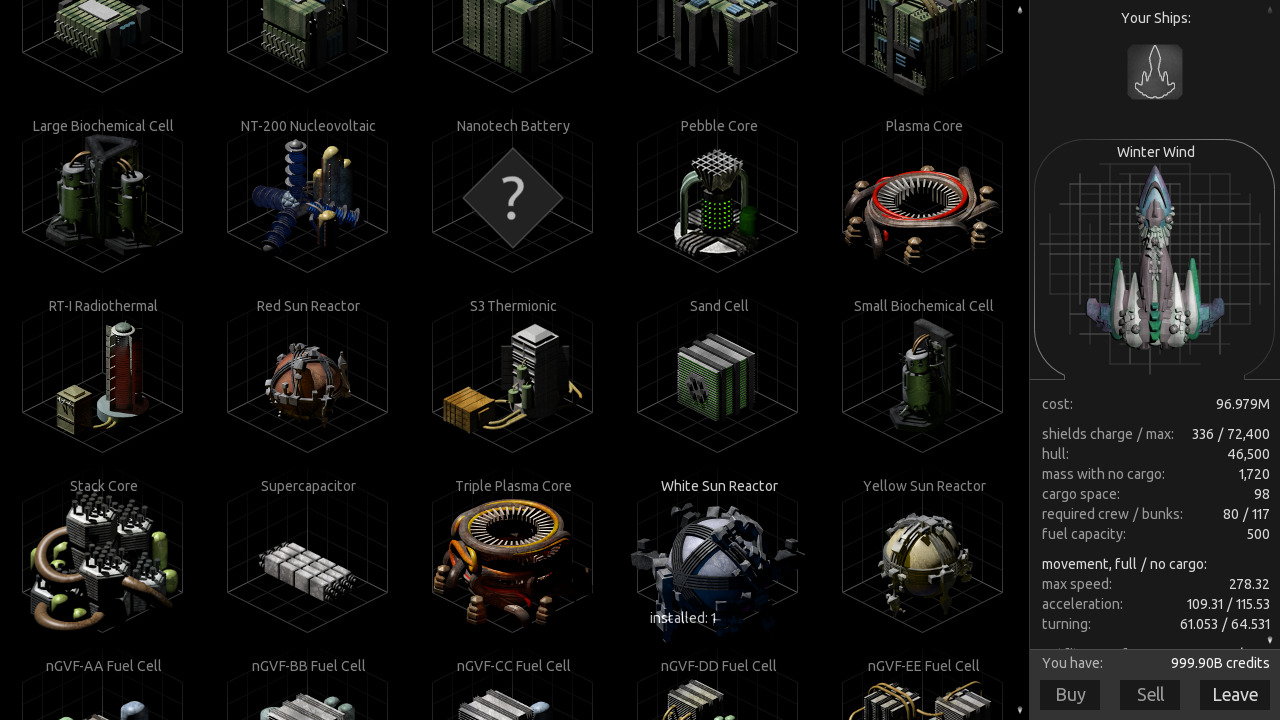 Your Ships:
Large Biochemical Cell
NT-200 Nucleovoltaic
Nanotech Battery
Pebble Core
Plasma Core
?
Winter Wind
RT-I Radiothermal
Red Sun Reactor
S3 Thermionic
Sand Cell
Small Biochemical Cell
cost: 96.979M
shields charge / max: 336 / 72,400
hull: 46,500
mass with no cargo: 1,720
cargo space: 98
required crew / bunks: 80 / 117
fuel capacity: 500
movement, full / no cargo:
max speed: 278.32
acceleration: 109.31 / 115.53
turning: 61.053 / 64.531
Stack Core
Supercapacitor
Triple Plasma Core
White Sun Reactor
Yellow Sun Reactor
installed: 1
nGVF-AA Fuel Cell
nGVF-BB Fuel Cell
nGVF-CC Fuel Cell
nGVF-DD Fuel Cell
nGVF-EE Fuel Cell
You have: 999.90B credits
Buy
Sell
Leave